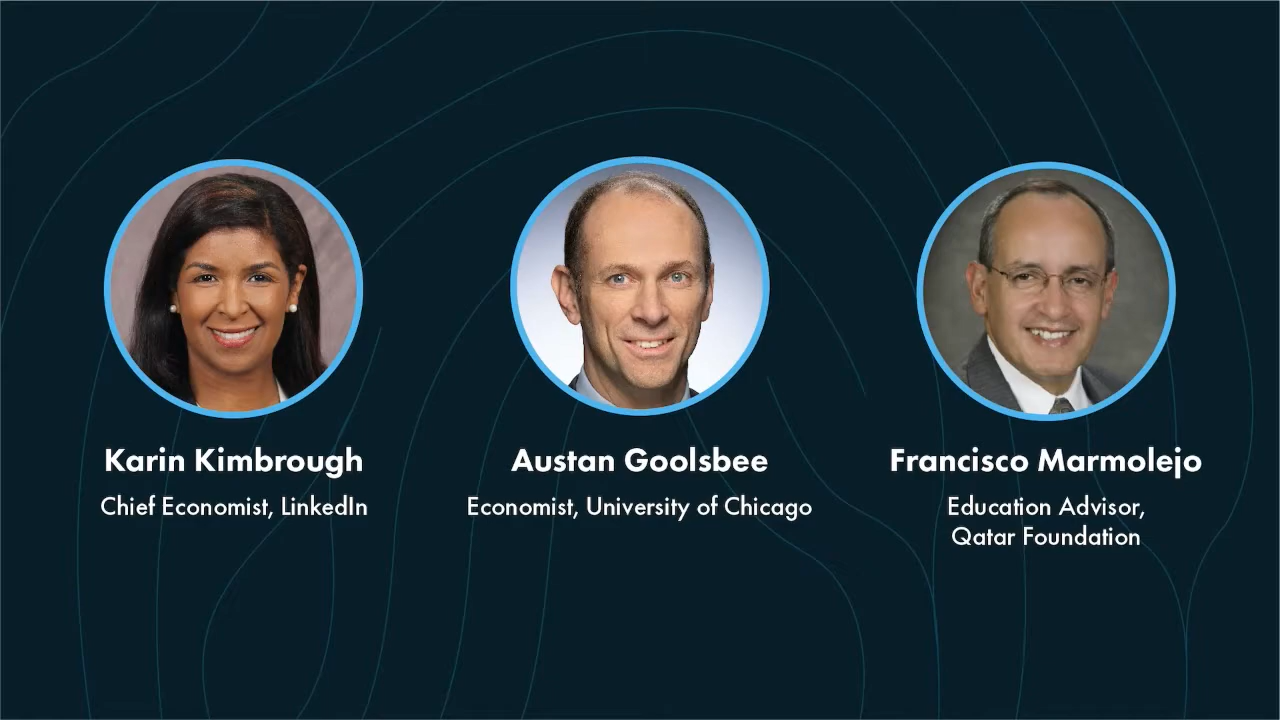 Karin Kimbrough
Chief Economist, LinkedIn
Austan Goolsbee
Economist, University of Chicago
Francisco Marmolejo
Education Advisor,
Qatar Foundation